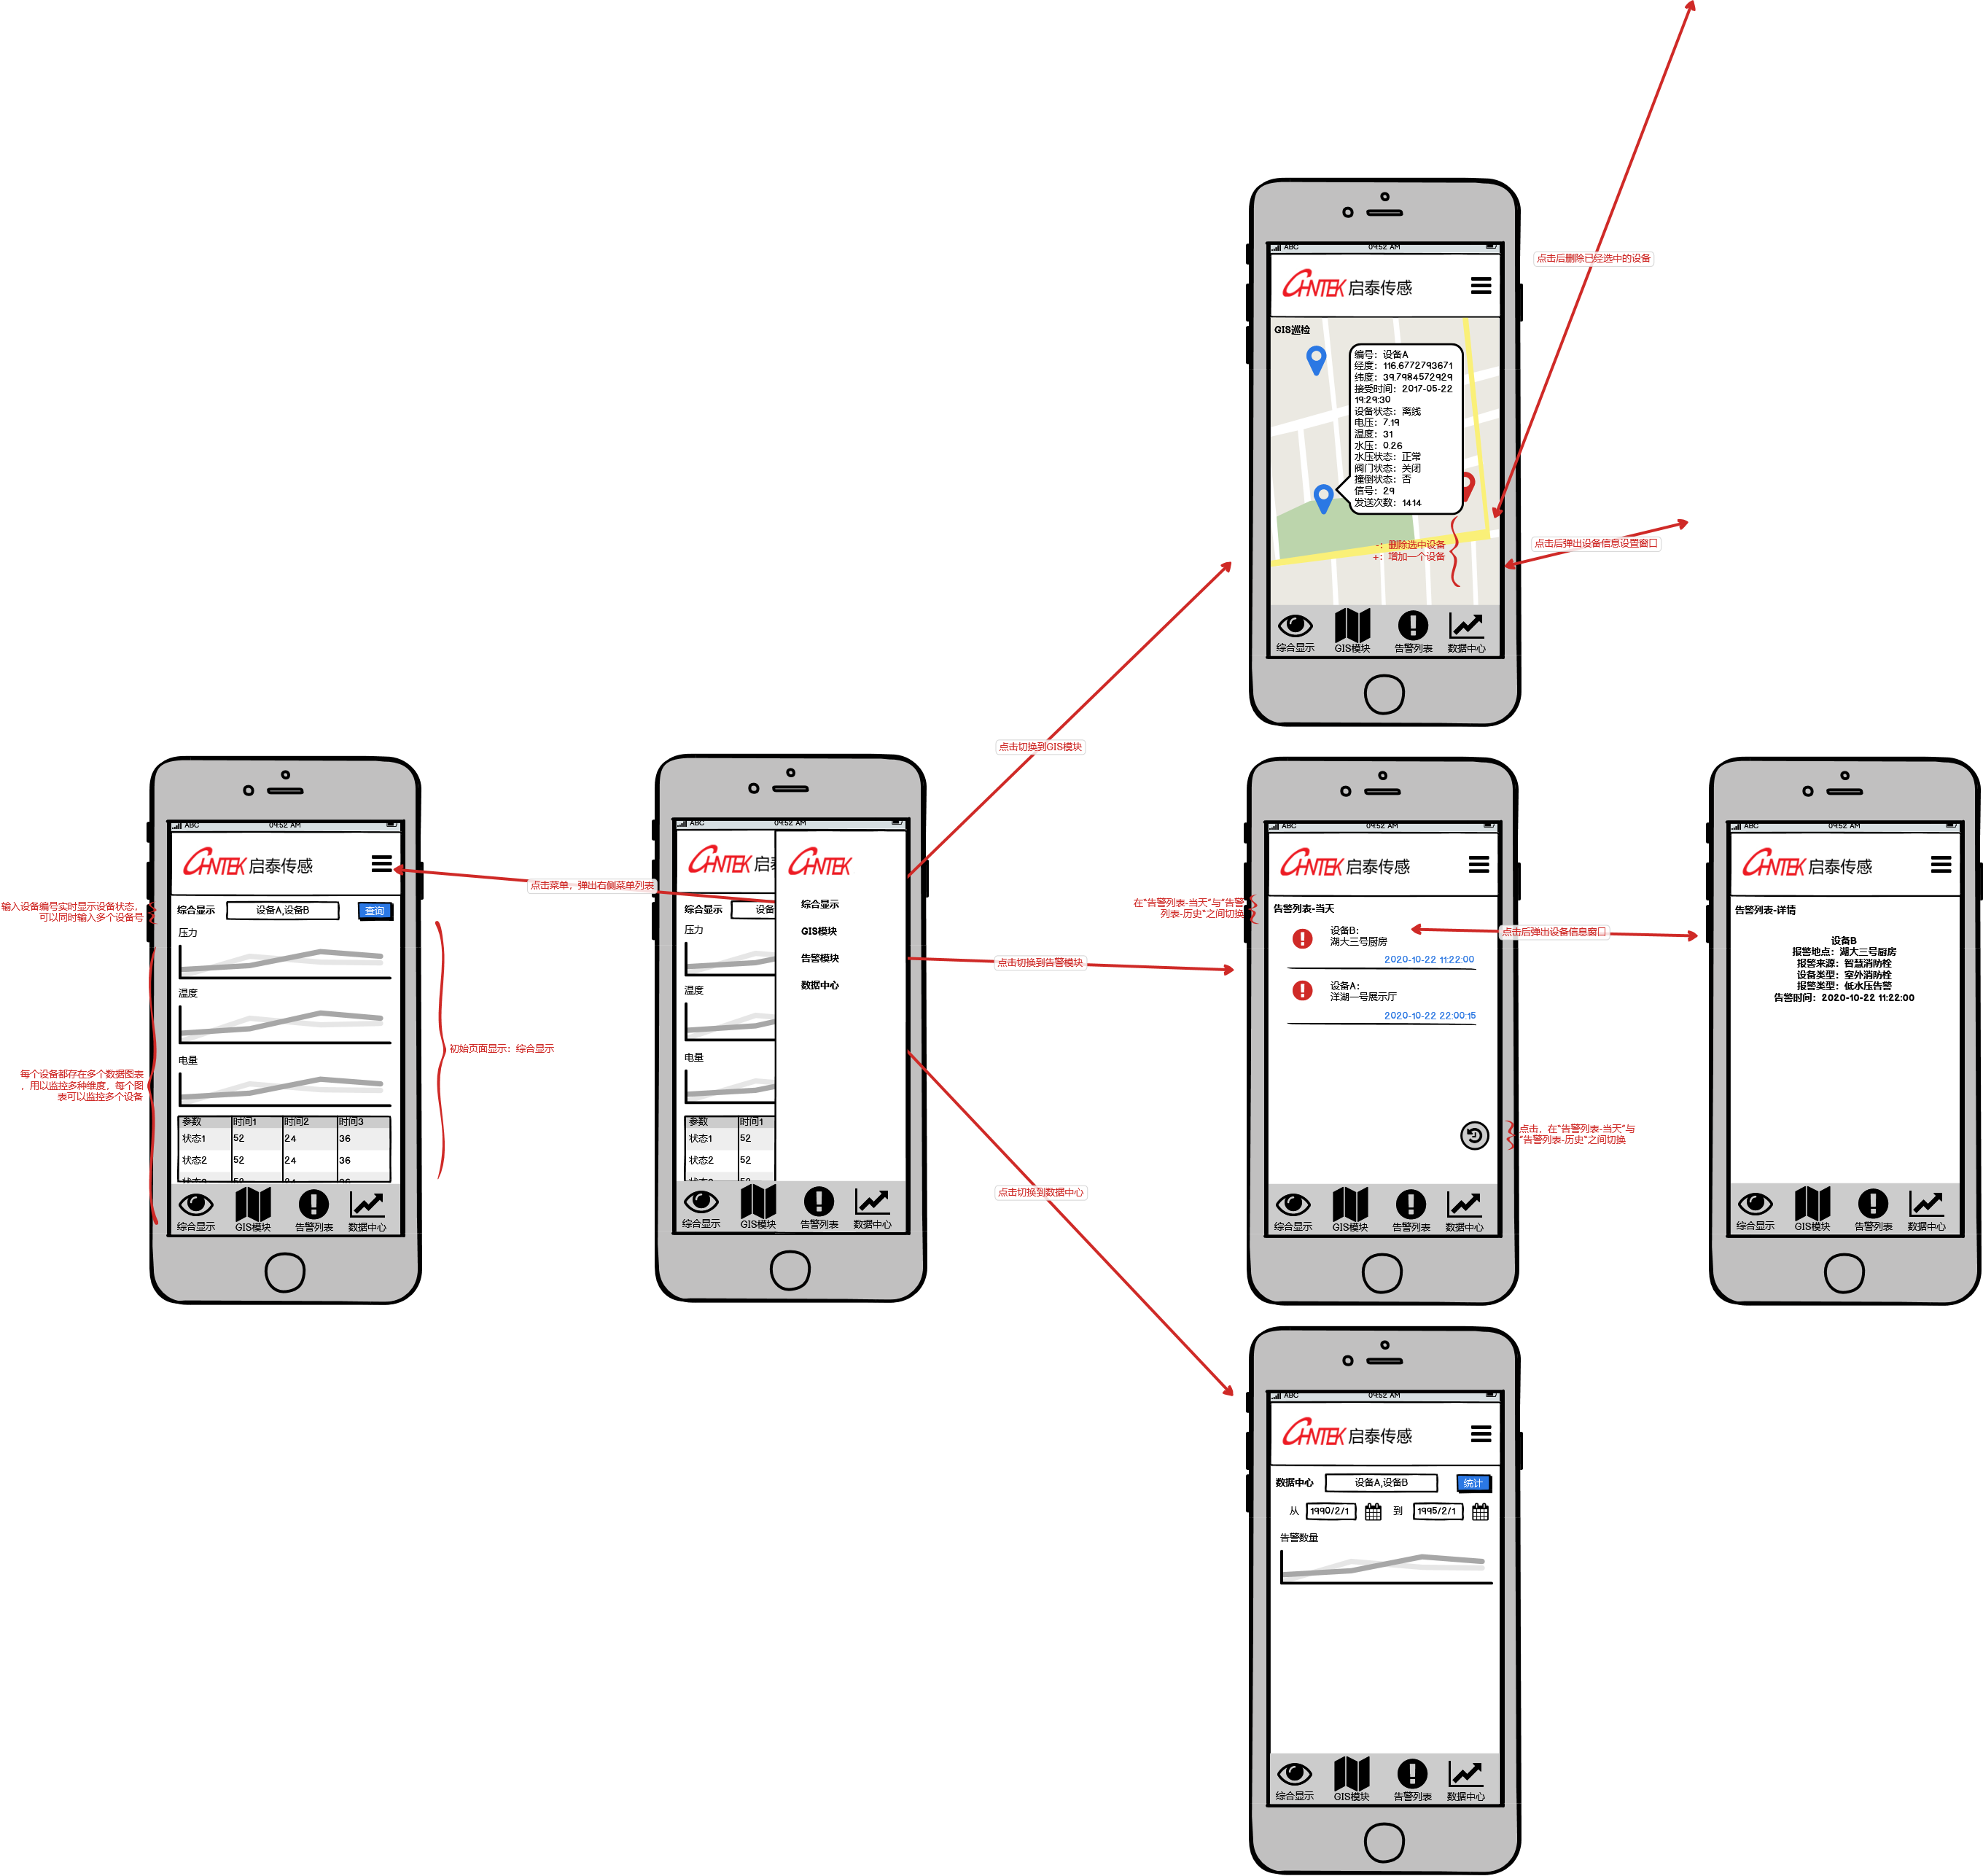 点击后删除已经选中的设备
ABC 09:52 AM
CHNTEK 启泰传感
GIS巡检
编号：设备A
经度：116.6772793671
纬度：39.7984572929
接受时间：2017-05-22
19:29:30
设备状态：离线
电压：7.19
温度：31
水压：0.26
水压状态：正常
阀门状态：关闭
撞倒状态：否
信号：29
发送次数：1414
-：删除选中设备
+：增加一个设备
点击后弹出设备信息设置窗口
综合显示 GIS模块 告警列表 数据中心
ABC 09:52 AM
CHNTEK 启泰传感
输入设备编号实时显示设备状态，
可以同时输入多个设备号
综合显示 设备A,设备B 查询
压力
温度
初始页面显示：综合显示
电量
每个设备都存在多个数据图表
，用以监控多种维度，每个图
表可以监控多个设备
参数 时间1 时间2 时间3
状态1 52 24 36
状态2 52 24 36
综合显示 GIS模块 告警列表 数据中心
点击菜单，弹出右侧菜单列表
ABC 09:52 AM
CHNTEK 启
CHNTEK
综合显示 设备
压力
温度
电量
参数 时间1
状态1 52
状态2 52
综合显示
GIS模块
告警模块
数据中心
综合显示 GIS模块 告警列表 数据中心
点击切换到GIS模块
点击切换到告警模块
点击切换到数据中心
ABC 09:52 AM
CHNTEK 启泰传感
在"告警列表-当天"与"告警
列表-历史"之间切换
告警列表-当天
设备B：
湖大三号厨房
2020-10-22 11:22:00
设备A：
洋湖一号展示厅
2020-10-22 22:00:15
点击，在"告警列表-当天"与
"告警列表-历史"之间切换
综合显示 GIS模块 告警列表 数据中心
点击后弹出设备信息窗口
ABC 09:52 AM
CHNTEK 启泰传感
告警列表-详情
设备B
报警地点：湖大三号厨房
报警来源：智慧消防栓
设备类型：室外消防栓
报警类型：低水压告警
告警时间：2020-10-22 11:22:00
综合显示 GIS模块 告警列表 数据中心
ABC 09:52 AM
CHNTEK 启泰传感
数据中心 设备A,设备B 统计
从 1990/2/1 到 1995/2/1
告警数量
综合显示 GIS模块 告警列表 数据中心